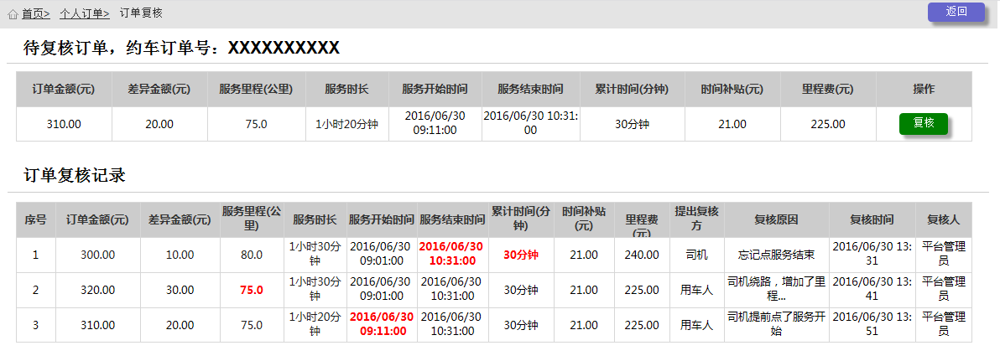 首页> 个人订单> 订单复核 返回
待复核订单，约车订单号：XXXXXXXXXX
订单金额(元) 差异金额(元) 服务里程(公里) 服务时长 服务开始时间 服务结束时间 累计时间(分钟) 时间补贴(元) 里程费(元) 操作
310.00 20.00 75.0 1小时20分钟 2016/06/30 09:11:00 2016/06/30 10:31:00 30分钟 21.00 225.00 复核
订单复核记录
序号 订单金额(元) 差异金额(元) 服务里程(公里) 服务时长 服务开始时间 服务结束时间 累计时间(分钟) 时间补贴(元) 里程费(元) 提出复核方 复核原因 复核时间 复核人
1 300.00 10.00 80.0 1小时30分钟 2016/06/30 09:01:00 2016/06/30 10:31:00 30分钟 21.00 240.00 司机 忘记点服务结束 2016/06/30 13:31 平台管理员
2 320.00 30.00 75.0 1小时30分钟 2016/06/30 09:01:00 2016/06/30 10:31:00 30分钟 21.00 225.00 用车人 司机绕路，增加了里程... 2016/06/30 13:41 平台管理员
3 310.00 20.00 75.0 1小时20分钟 2016/06/30 09:11:00 2016/06/30 10:31:00 30分钟 21.00 225.00 用车人 司机提前点了服务开始 2016/06/30 13:51 平台管理员